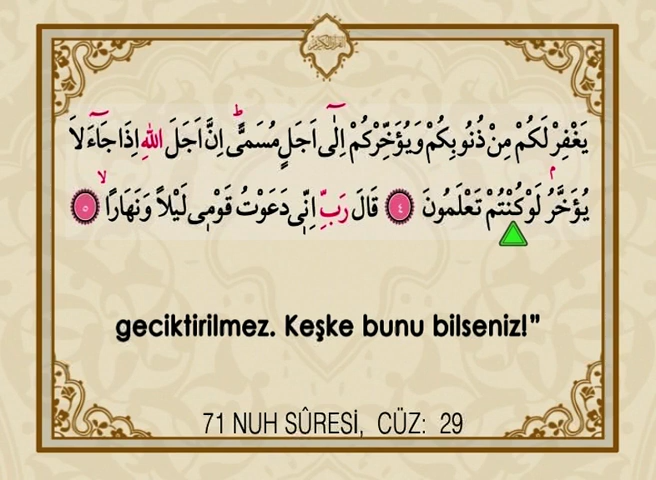 يَغْفِرْ لَكُمْ مِنْ ذُنُوبِكُمْ وَيُؤَخِّرْكُمْ اِلٰٓى اَجَلٍ مُسَمًّىۜ اِنَّ اَجَلَ اللّٰهِ اِذَا جَٓاءَ لَا
يُؤَخَّرُۢ لَوْ كُنْتُمْ تَعْلَمُونَ ٤ قَالَ رَبِّ اِنّ۪ي دَعَوْتُ قَوْم۪ي لَيْلاً وَنَهَاراًۙ ٥
geciktirilmez. Keşke bunu bilseniz!”
71 NUH SÛRESİ, CÜZ: 29